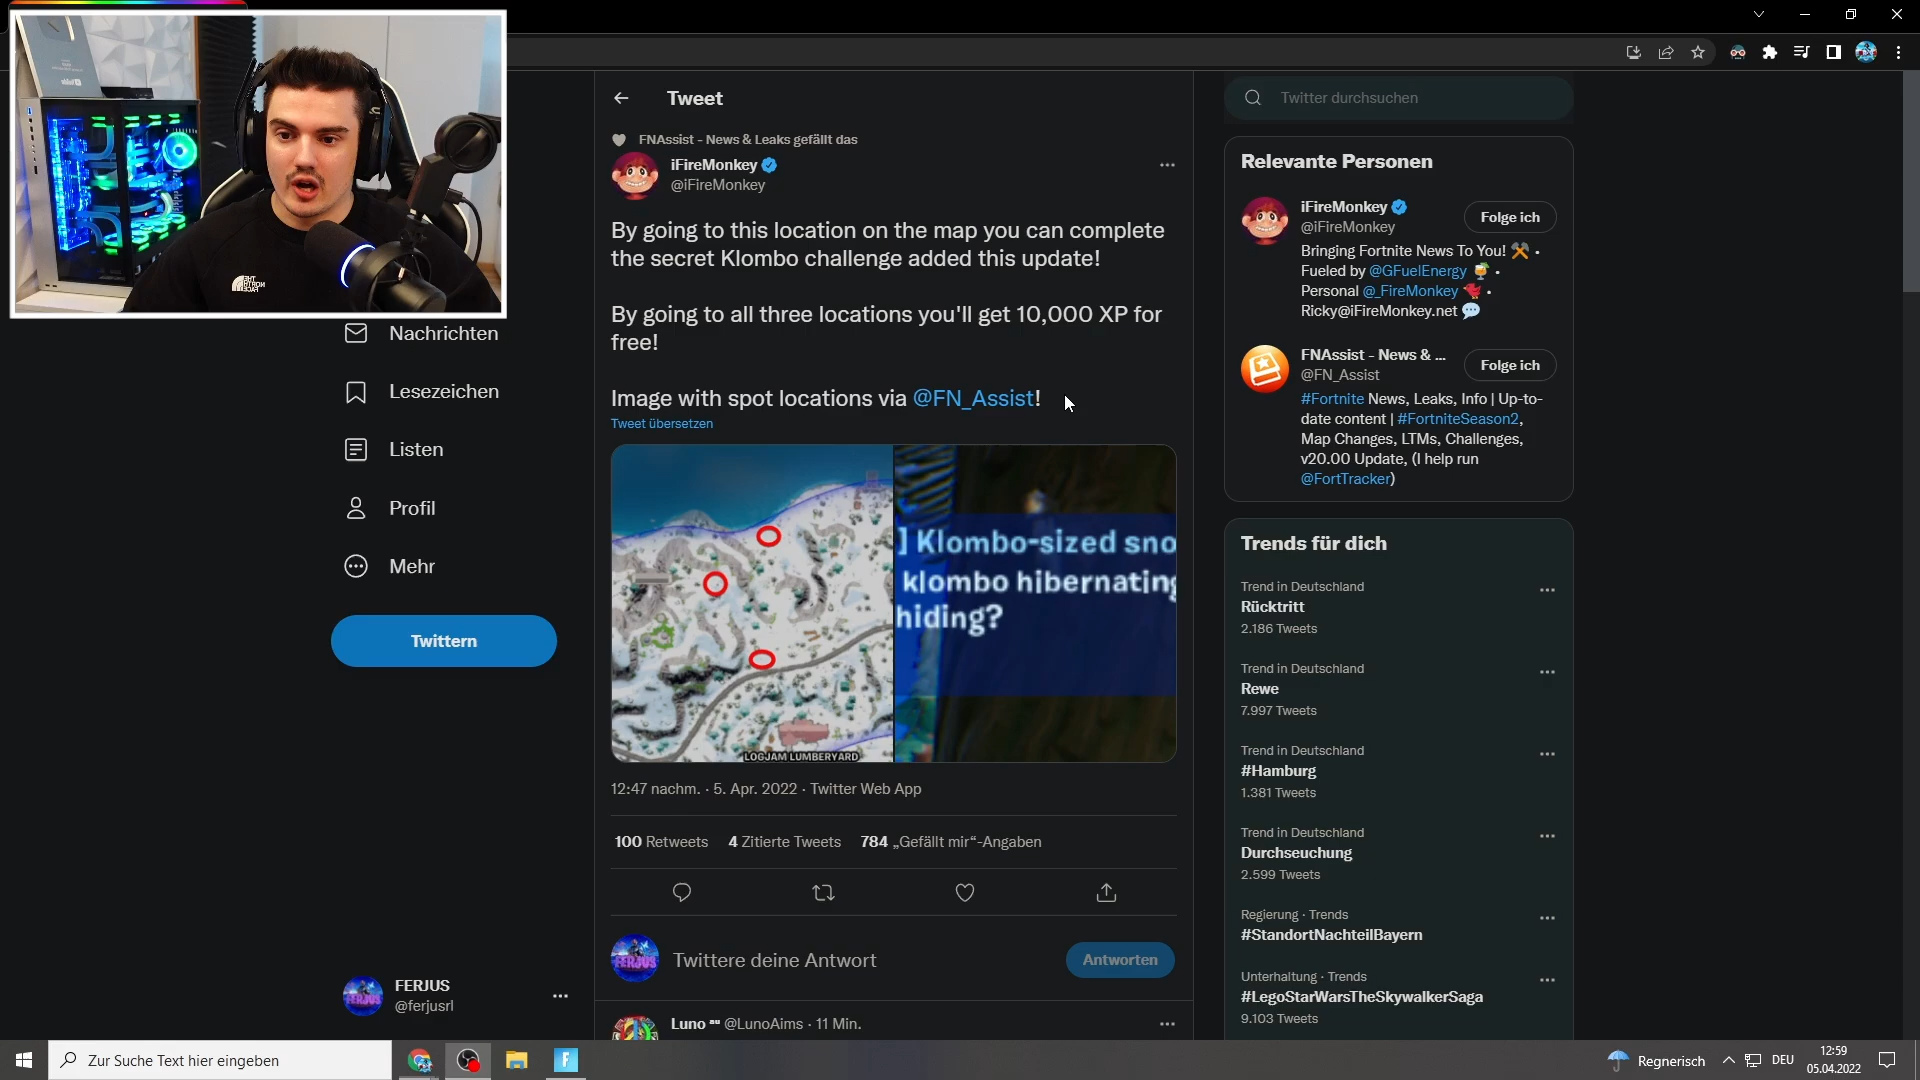 Tweet
Twitter durchsuchen
FNAssist - News & Leaks gefällt das
iFireMonkey
@iFireMonkey
By going to this location on the map you can complete
the secret Klombo challenge added this update!
By going to all three locations you'll get 10,000 XP for
free!
Image with spot locations via @FN_Assist!
Tweet übersetzen
] Klombo-sized sno
klombo hibernating
hiding?
LOGJAM LUMBERYARD
12:47 nachm. · 5. Apr. 2022 · Twitter Web App
100 Retweets 4 Zitierte Tweets 784 „Gefällt mir“-Angaben
Twittere deine Antwort
Antworten
Luno @LunoAims · 11 Min.
THE NORTH FACE
Nachrichten
Lesezeichen
Listen
Profil
Mehr
Twittern
FERJUS
@ferjusrl
Relevante Personen
iFireMonkey
@iFireMonkey
Folge ich
Bringing Fortnite News To You! ⚒️ •
Fueled by @GFuelEnergy •
Personal @_FireMonkey •
Ricky@iFireMonkey.net 💬
FNAssist - News & ...
@FN_Assist
Folge ich
#Fortnite News, Leaks, Info | Up-to-
date content | #FortniteSeason2,
Map Changes, LTMs, Challenges,
v20.00 Update, (I help run
@FortTracker)
Trends für dich
Trend in Deutschland
Rücktritt
2.186 Tweets
Trend in Deutschland
Rewe
7.997 Tweets
Trend in Deutschland
#Hamburg
1.381 Tweets
Trend in Deutschland
Durchseuchung
2.599 Tweets
Regierung · Trends
#StandortNachteilBayern
Unterhaltung · Trends
#LegoStarWarsTheSkywalkerSaga
9.103 Tweets
Zur Suche Text hier eingeben
Regnerisch
DEU
12:59
05.04.2022